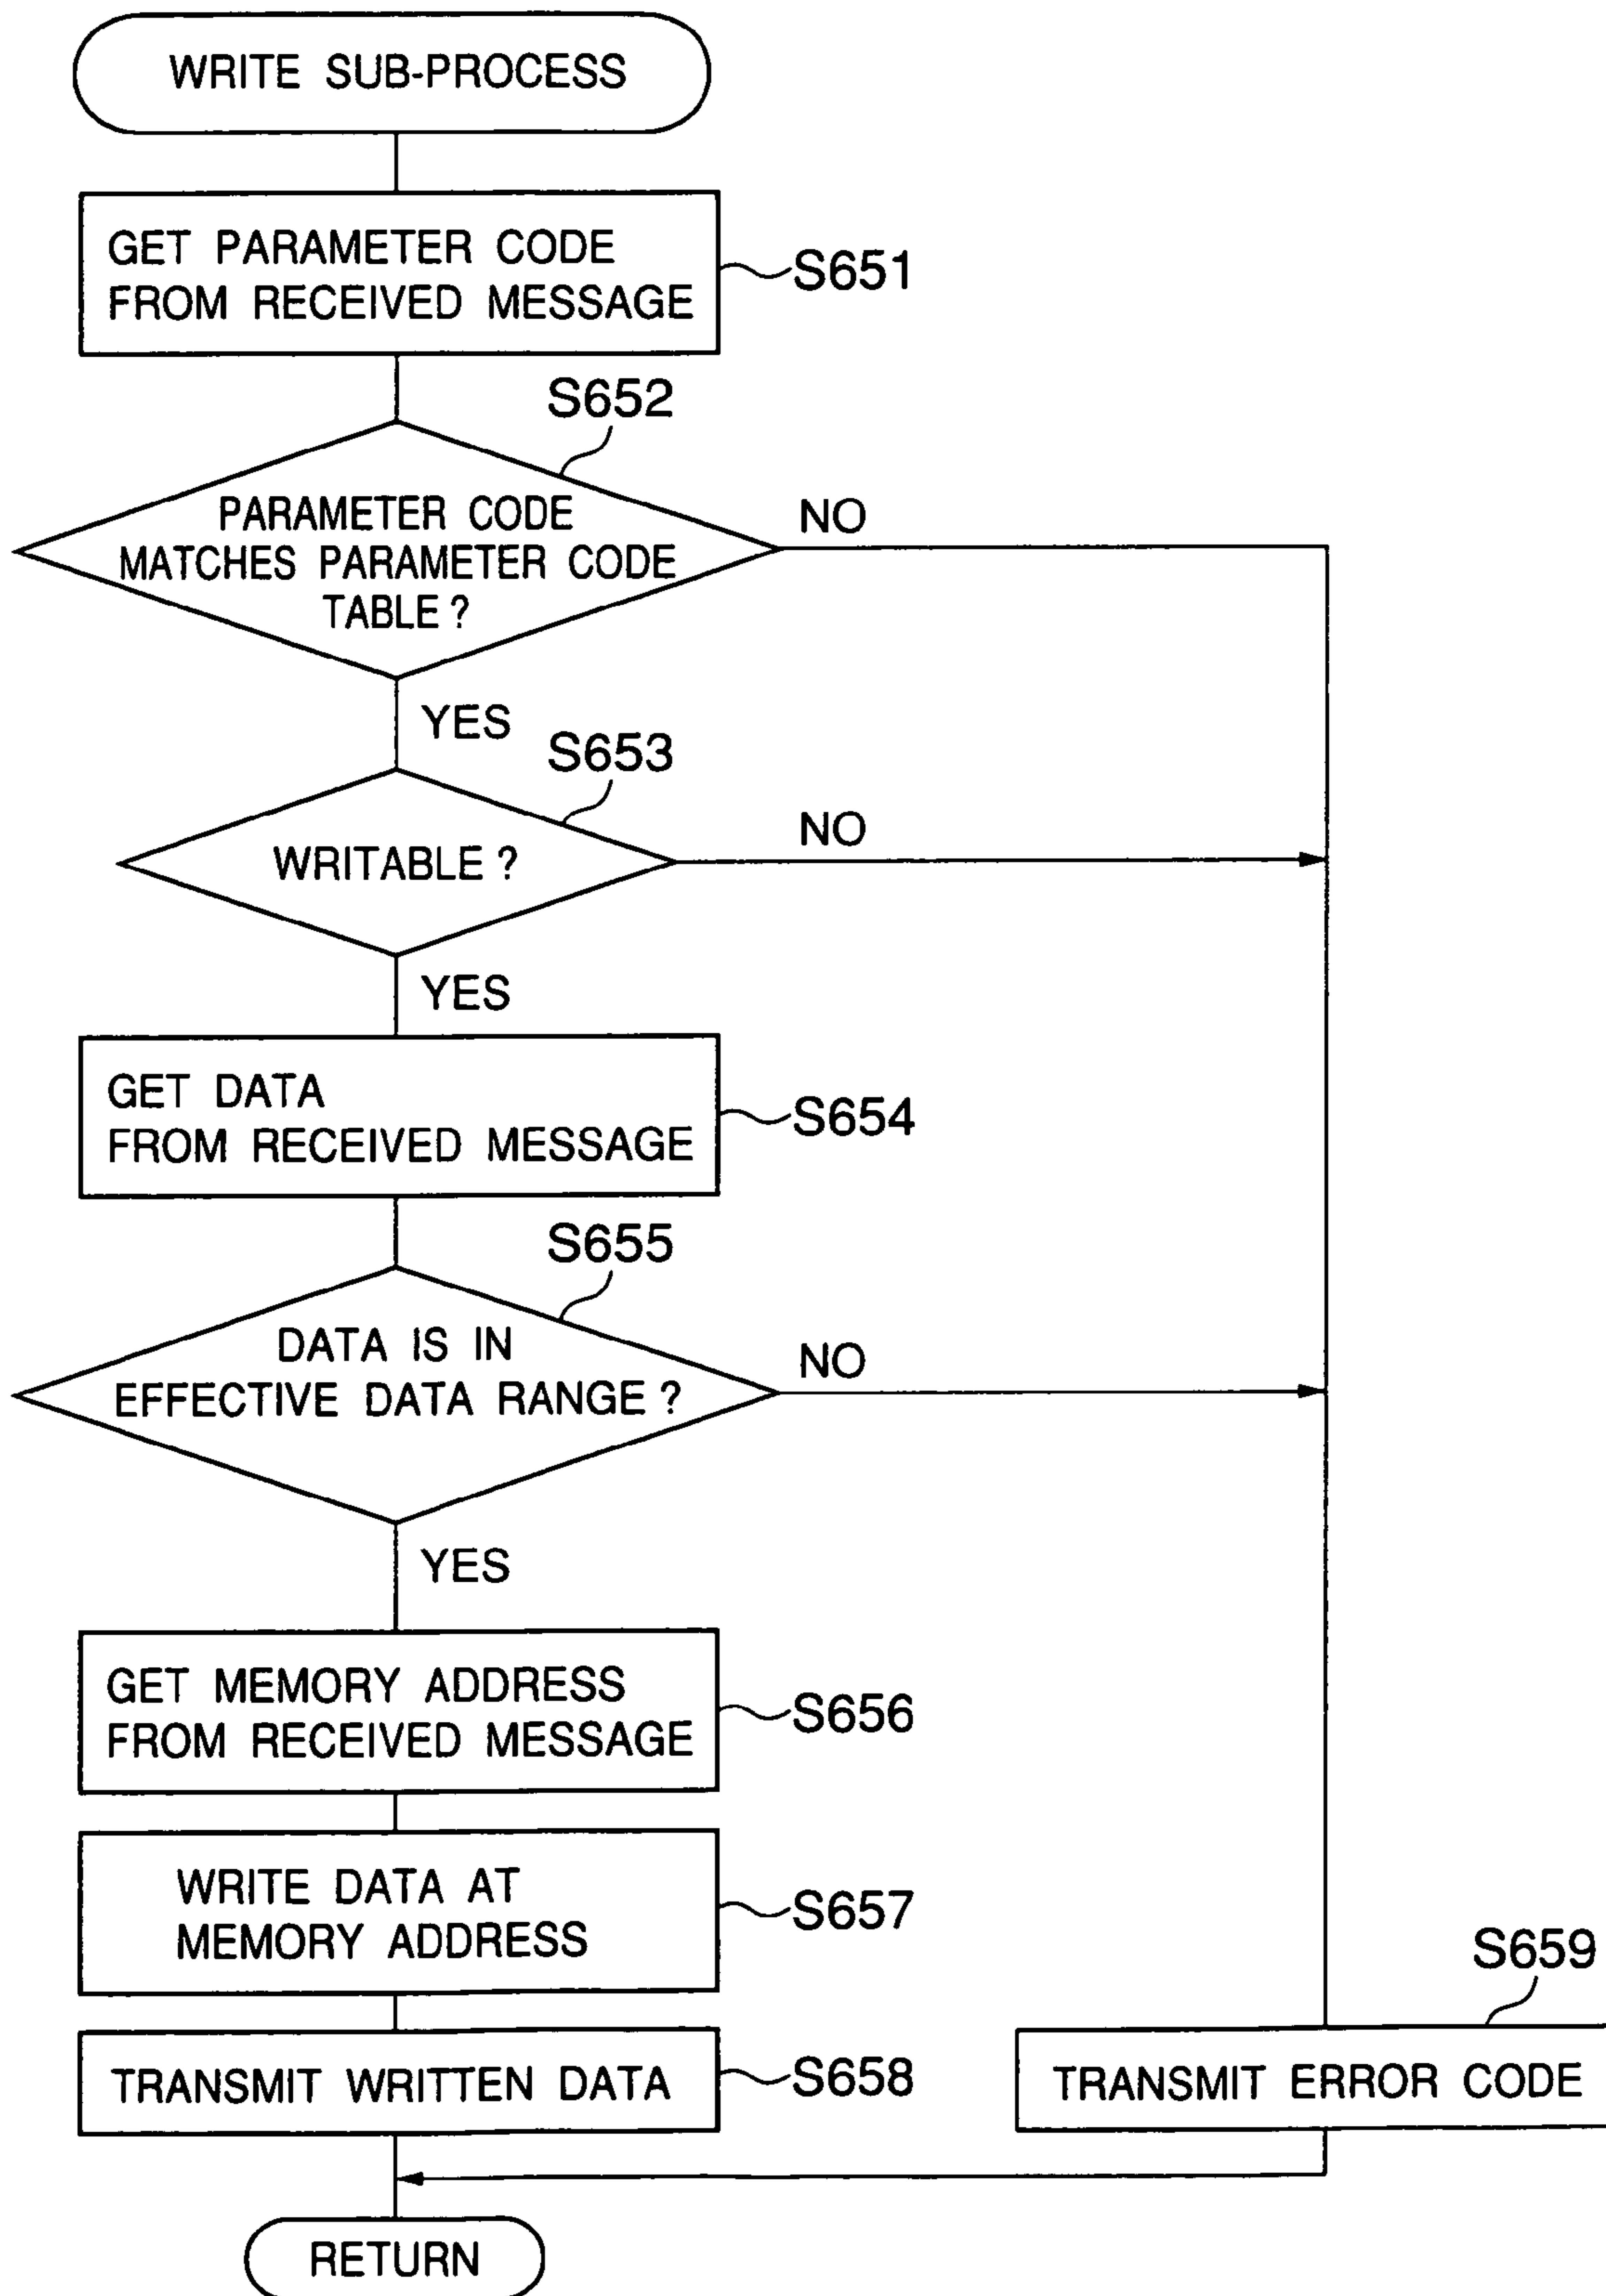 WRITE SUB-PROCESS
GET PARAMETER CODE
FROM RECEIVED MESSAGE
S651
S652
PARAMETER CODE
MATCHES PARAMETER CODE
TABLE ?
NO
YES
S653
WRITABLE ?
NO
YES
GET DATA
FROM RECEIVED MESSAGE
S654
S655
DATA IS IN
EFFECTIVE DATA RANGE ?
NO
YES
GET MEMORY ADDRESS
FROM RECEIVED MESSAGE
S656
WRITE DATA AT
MEMORY ADDRESS
S657
S659
TRANSMIT WRITTEN DATA
S658
TRANSMIT ERROR CODE
RETURN